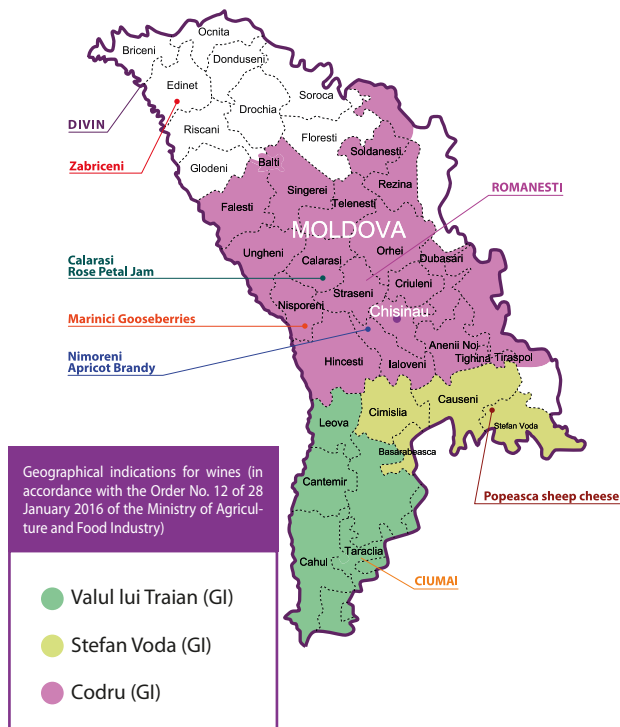 Ocnita
Briceni
Donduseni
Edinet
Soroca
Drochia
DIVIN
Riscani
Floresti
Soldanesti
Balti
Zabriceni
Glodeni
Rezina
Singerei
ROMANESTI
Telenesti
Falesti
MOLDOVA
Orhei
Ungheni
Dubasari
Calarasi
Calarasi
Rose Petal Jam
Criuleni
Straseni
Nisporeni
Chisinau
Marinici Gooseberries
Anenii Noi
Nimoreni
Apricot Brandy
Tighina
Tiraspol
Hincesti
Ialoveni
Causeni
Cimislia
Leova
Stefan Voda
Basarabeasca
Geographical indications for wines (in
accordance with the Order No. 12 of 28
January 2016 of the Ministry of Agricul-
ture and Food Industry)
Cantemir
Popeasca sheep cheese
Taraclia
Cahul
CIUMAI
Valul lui Traian (GI)
Stefan Voda (GI)
Codru (GI)